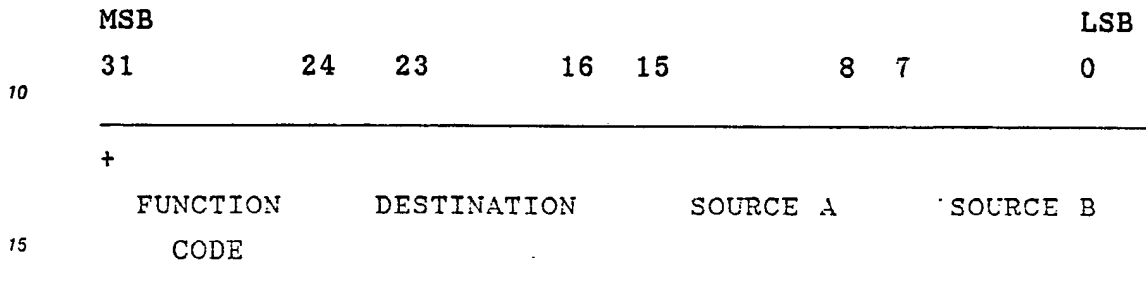 MSB LSB
31 24 23 16 15 8 7 0
10
+
FUNCTION DESTINATION SOURCE A SOURCE B
15 CODE